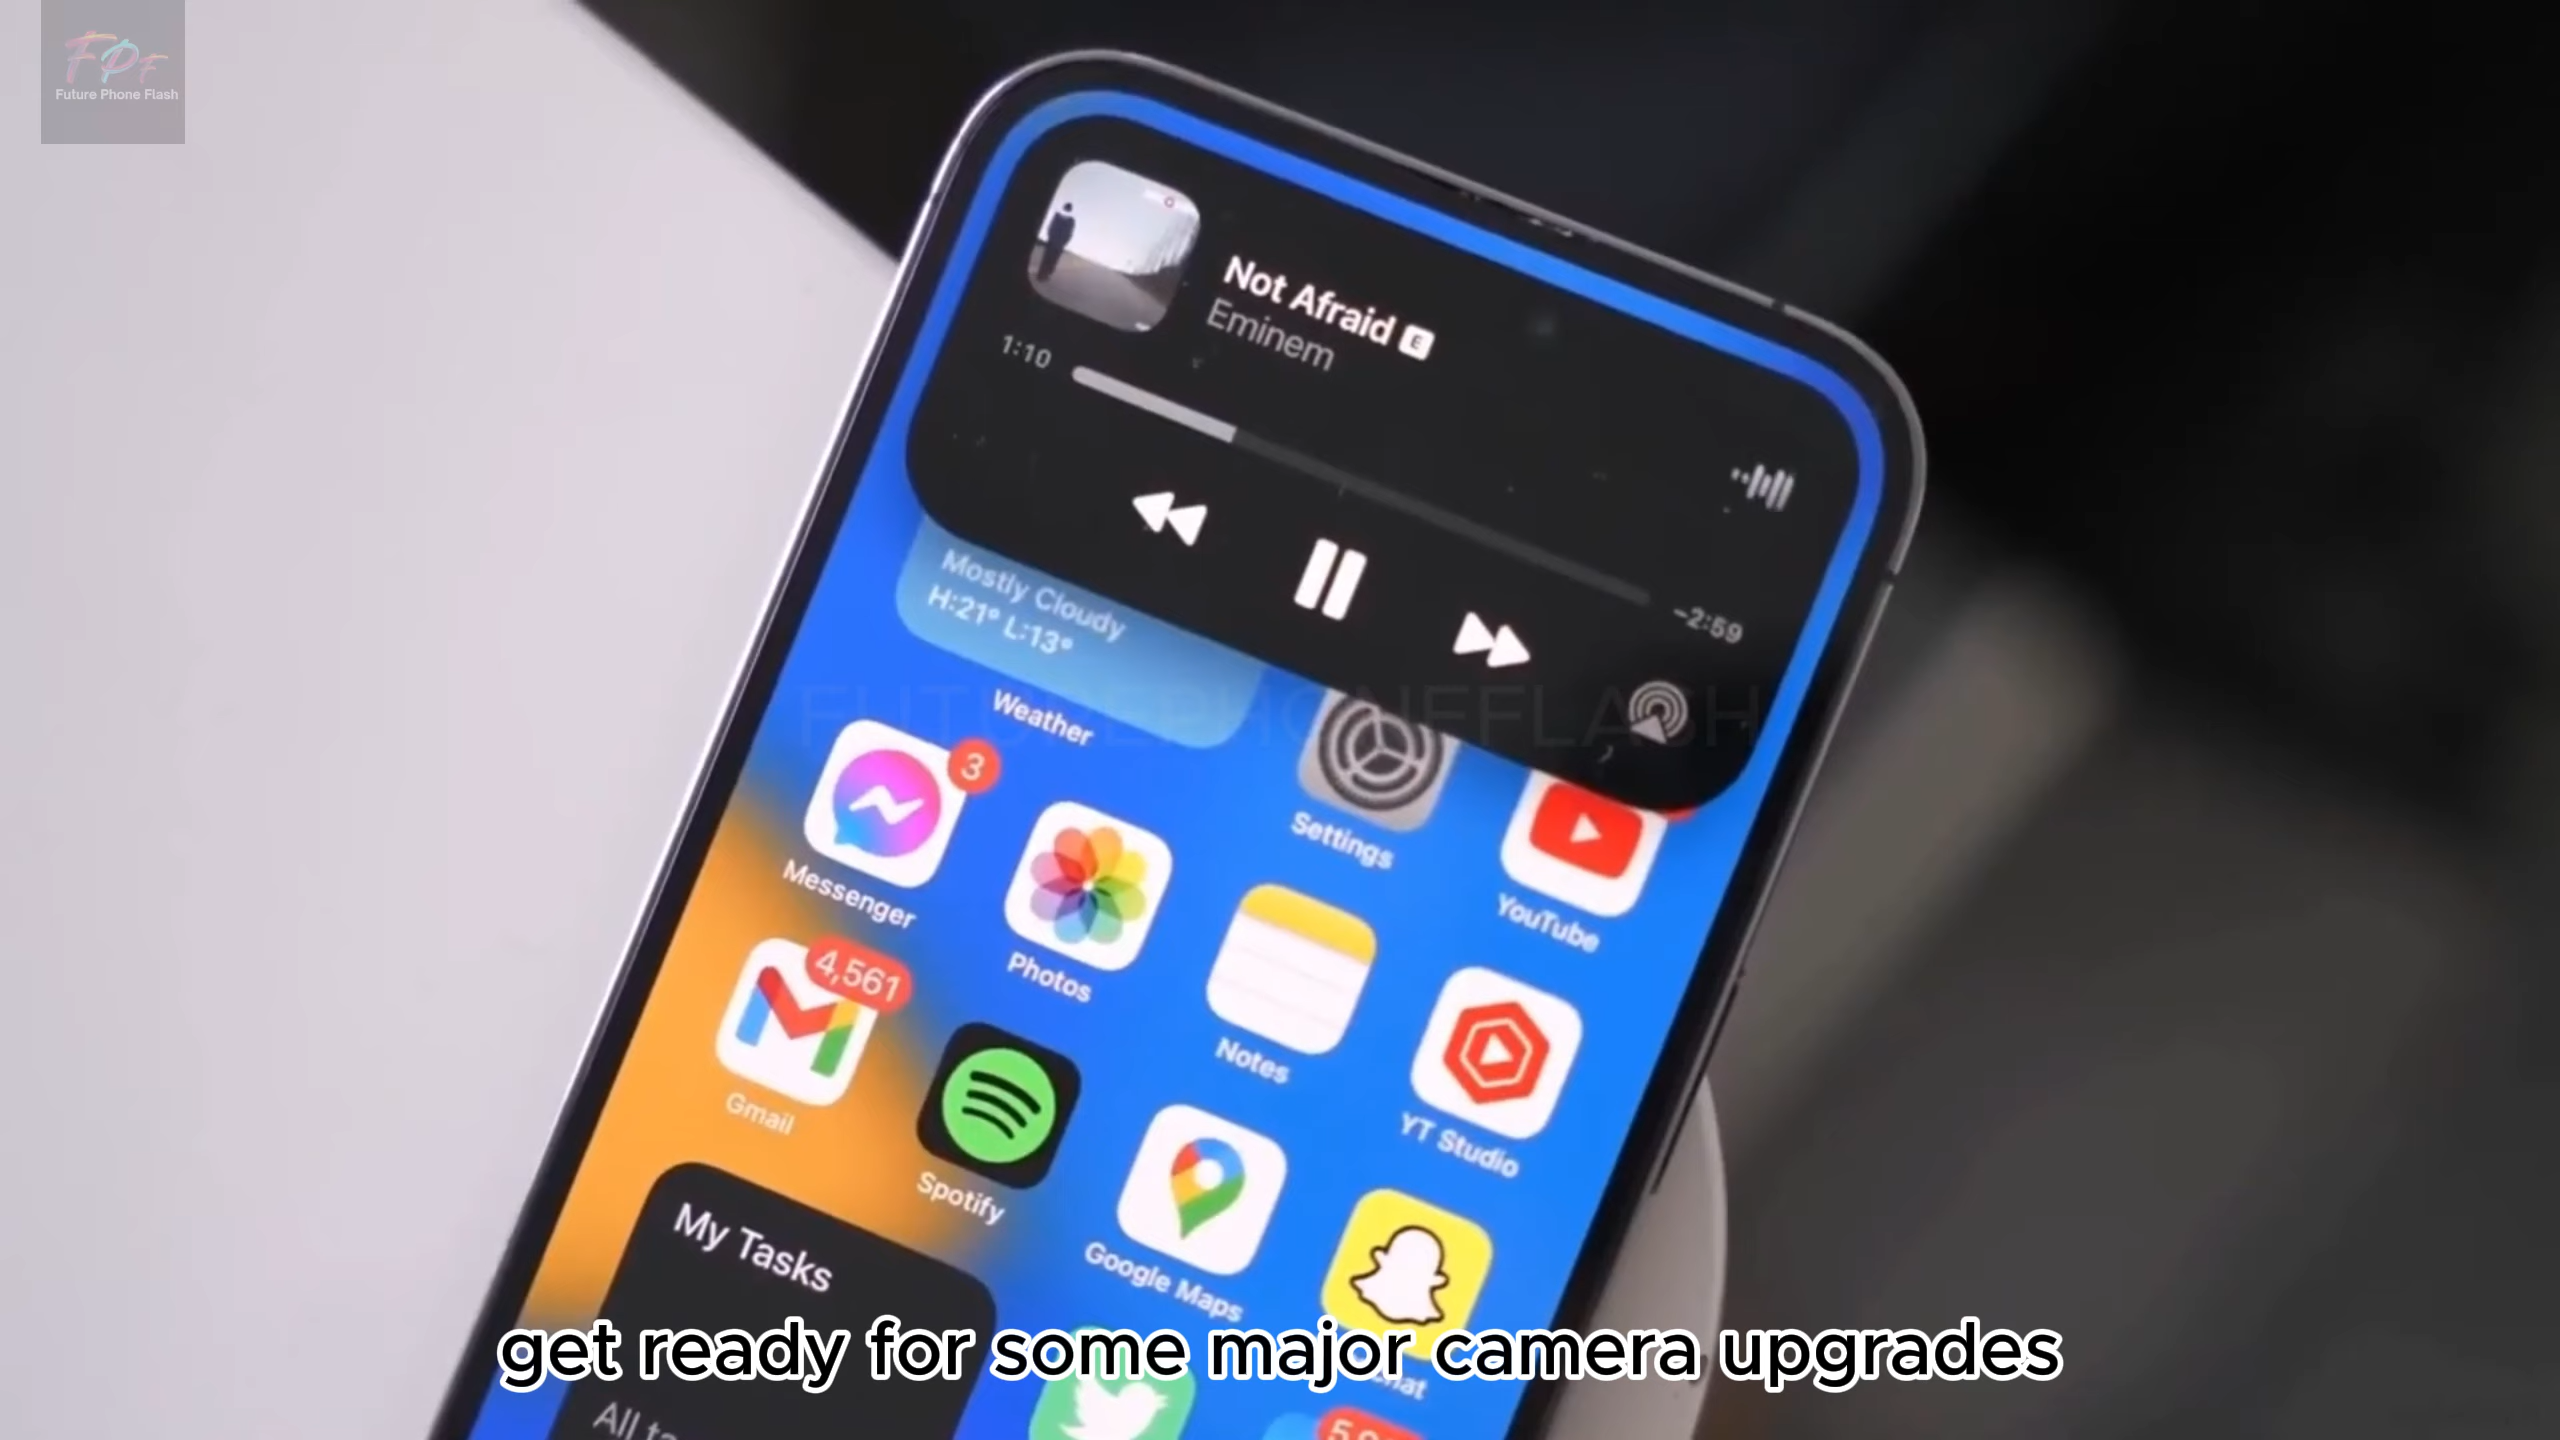 FPF
Future Phone Flash
Not Afraid E
Eminem
1:10
-2:59
Mostly Cloudy
H:21° L:13°
Weather
FUTUREPHONEFLASH
Settings
YouTube
3
Messenger
Photos
Notes
YT Studio
4,561
Gmail
Spotify
Google Maps
My Tasks
get ready for some major camera upgrades